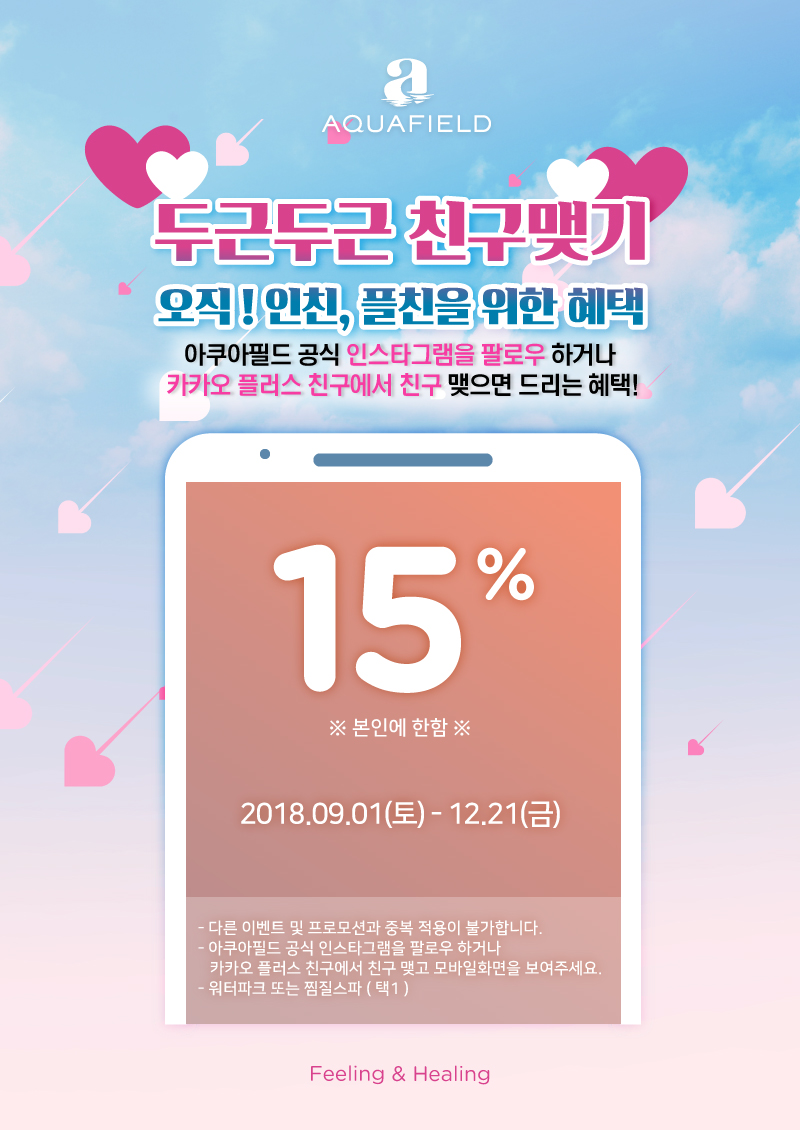 a
AQUAFIELD
두근두근 친구맺기
오직! 인친, 플친을 위한 혜택
아쿠아필드 공식 인스타그램을 팔로우 하거나
카카오 플러스 친구에서 친구 맺으면 드리는 혜택!
15%
※ 본인에 한함 ※
2018.09.01(토) - 12.21(금)
- 다른 이벤트 및 프로모션과 중복 적용이 불가합니다.
- 아쿠아필드 공식 인스타그램을 팔로우 하거나
카카오 플러스 친구에서 친구 맺고 모바일화면을 보여주세요.
- 워터파크 또는 찜질스파 ( 택1 )
Feeling & Healing